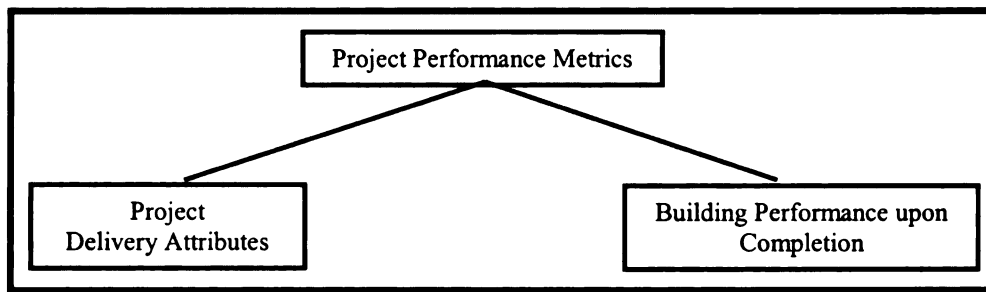 Project Performance Metrics
Project
Delivery Attributes
Building Performance upon
Completion